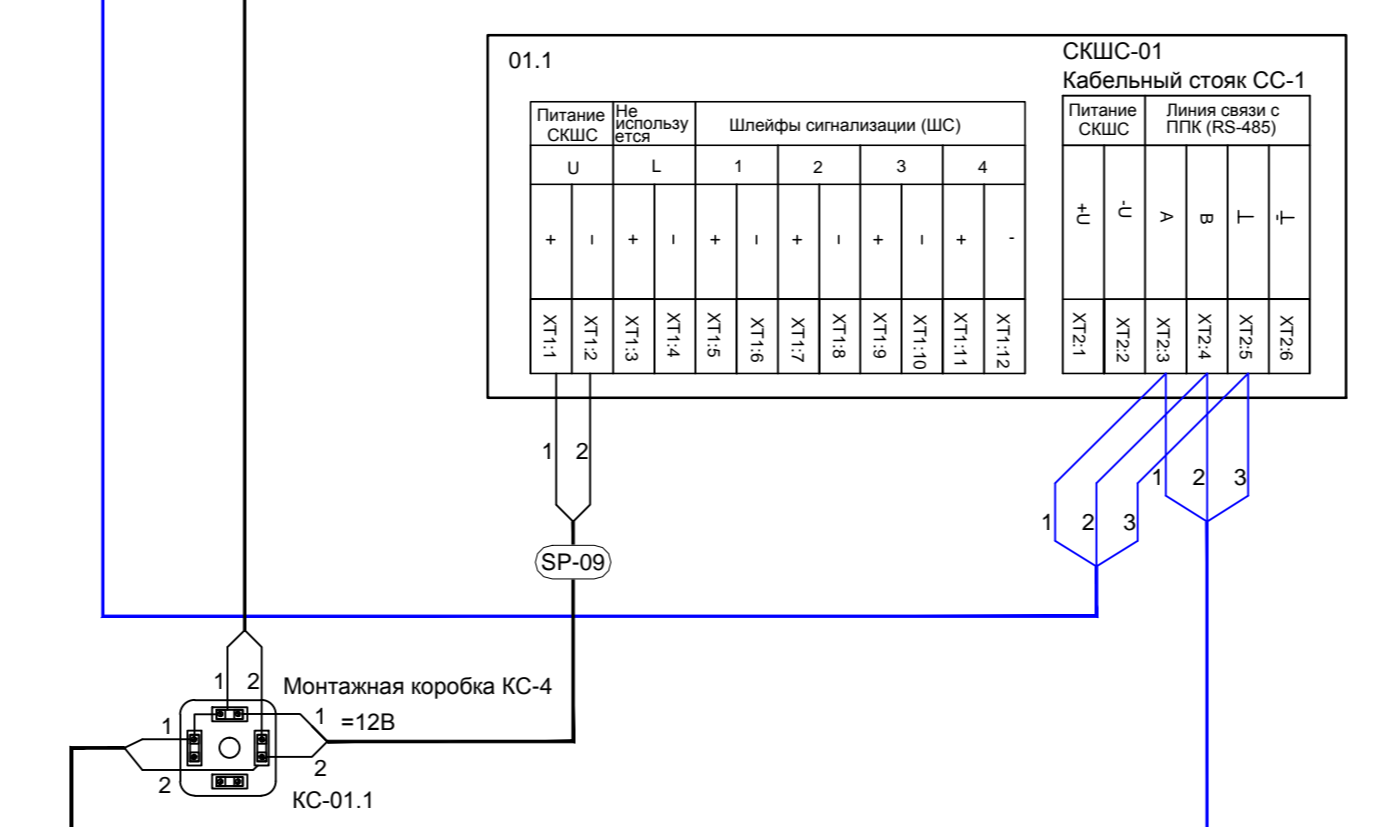 01.1
СКШС-01
Кабельный стояк СС-1
Питание
СКШС
Не
использу
ется
Шлейфы сигнализации (ШС)
U
L
1
2
3
4
+
–
+
–
+
–
+
–
+
–
+
-
XT1:1
XT1:2
XT1:3
XT1:4
XT1:5
XT1:6
XT1:7
XT1:8
XT1:9
XT1:10
XT1:11
XT1:12
Питание
СКШС
Линия связи с
ППК (RS-485)
+U
-U
A
B
⊥
-⊥
XT2:1
XT2:2
XT2:3
XT2:4
XT2:5
XT2:6
1
2
1
2
3
1
2
3
SP-09
1
2
Монтажная коробка КС-4
1
1
=12В
2
2
КС-01.1